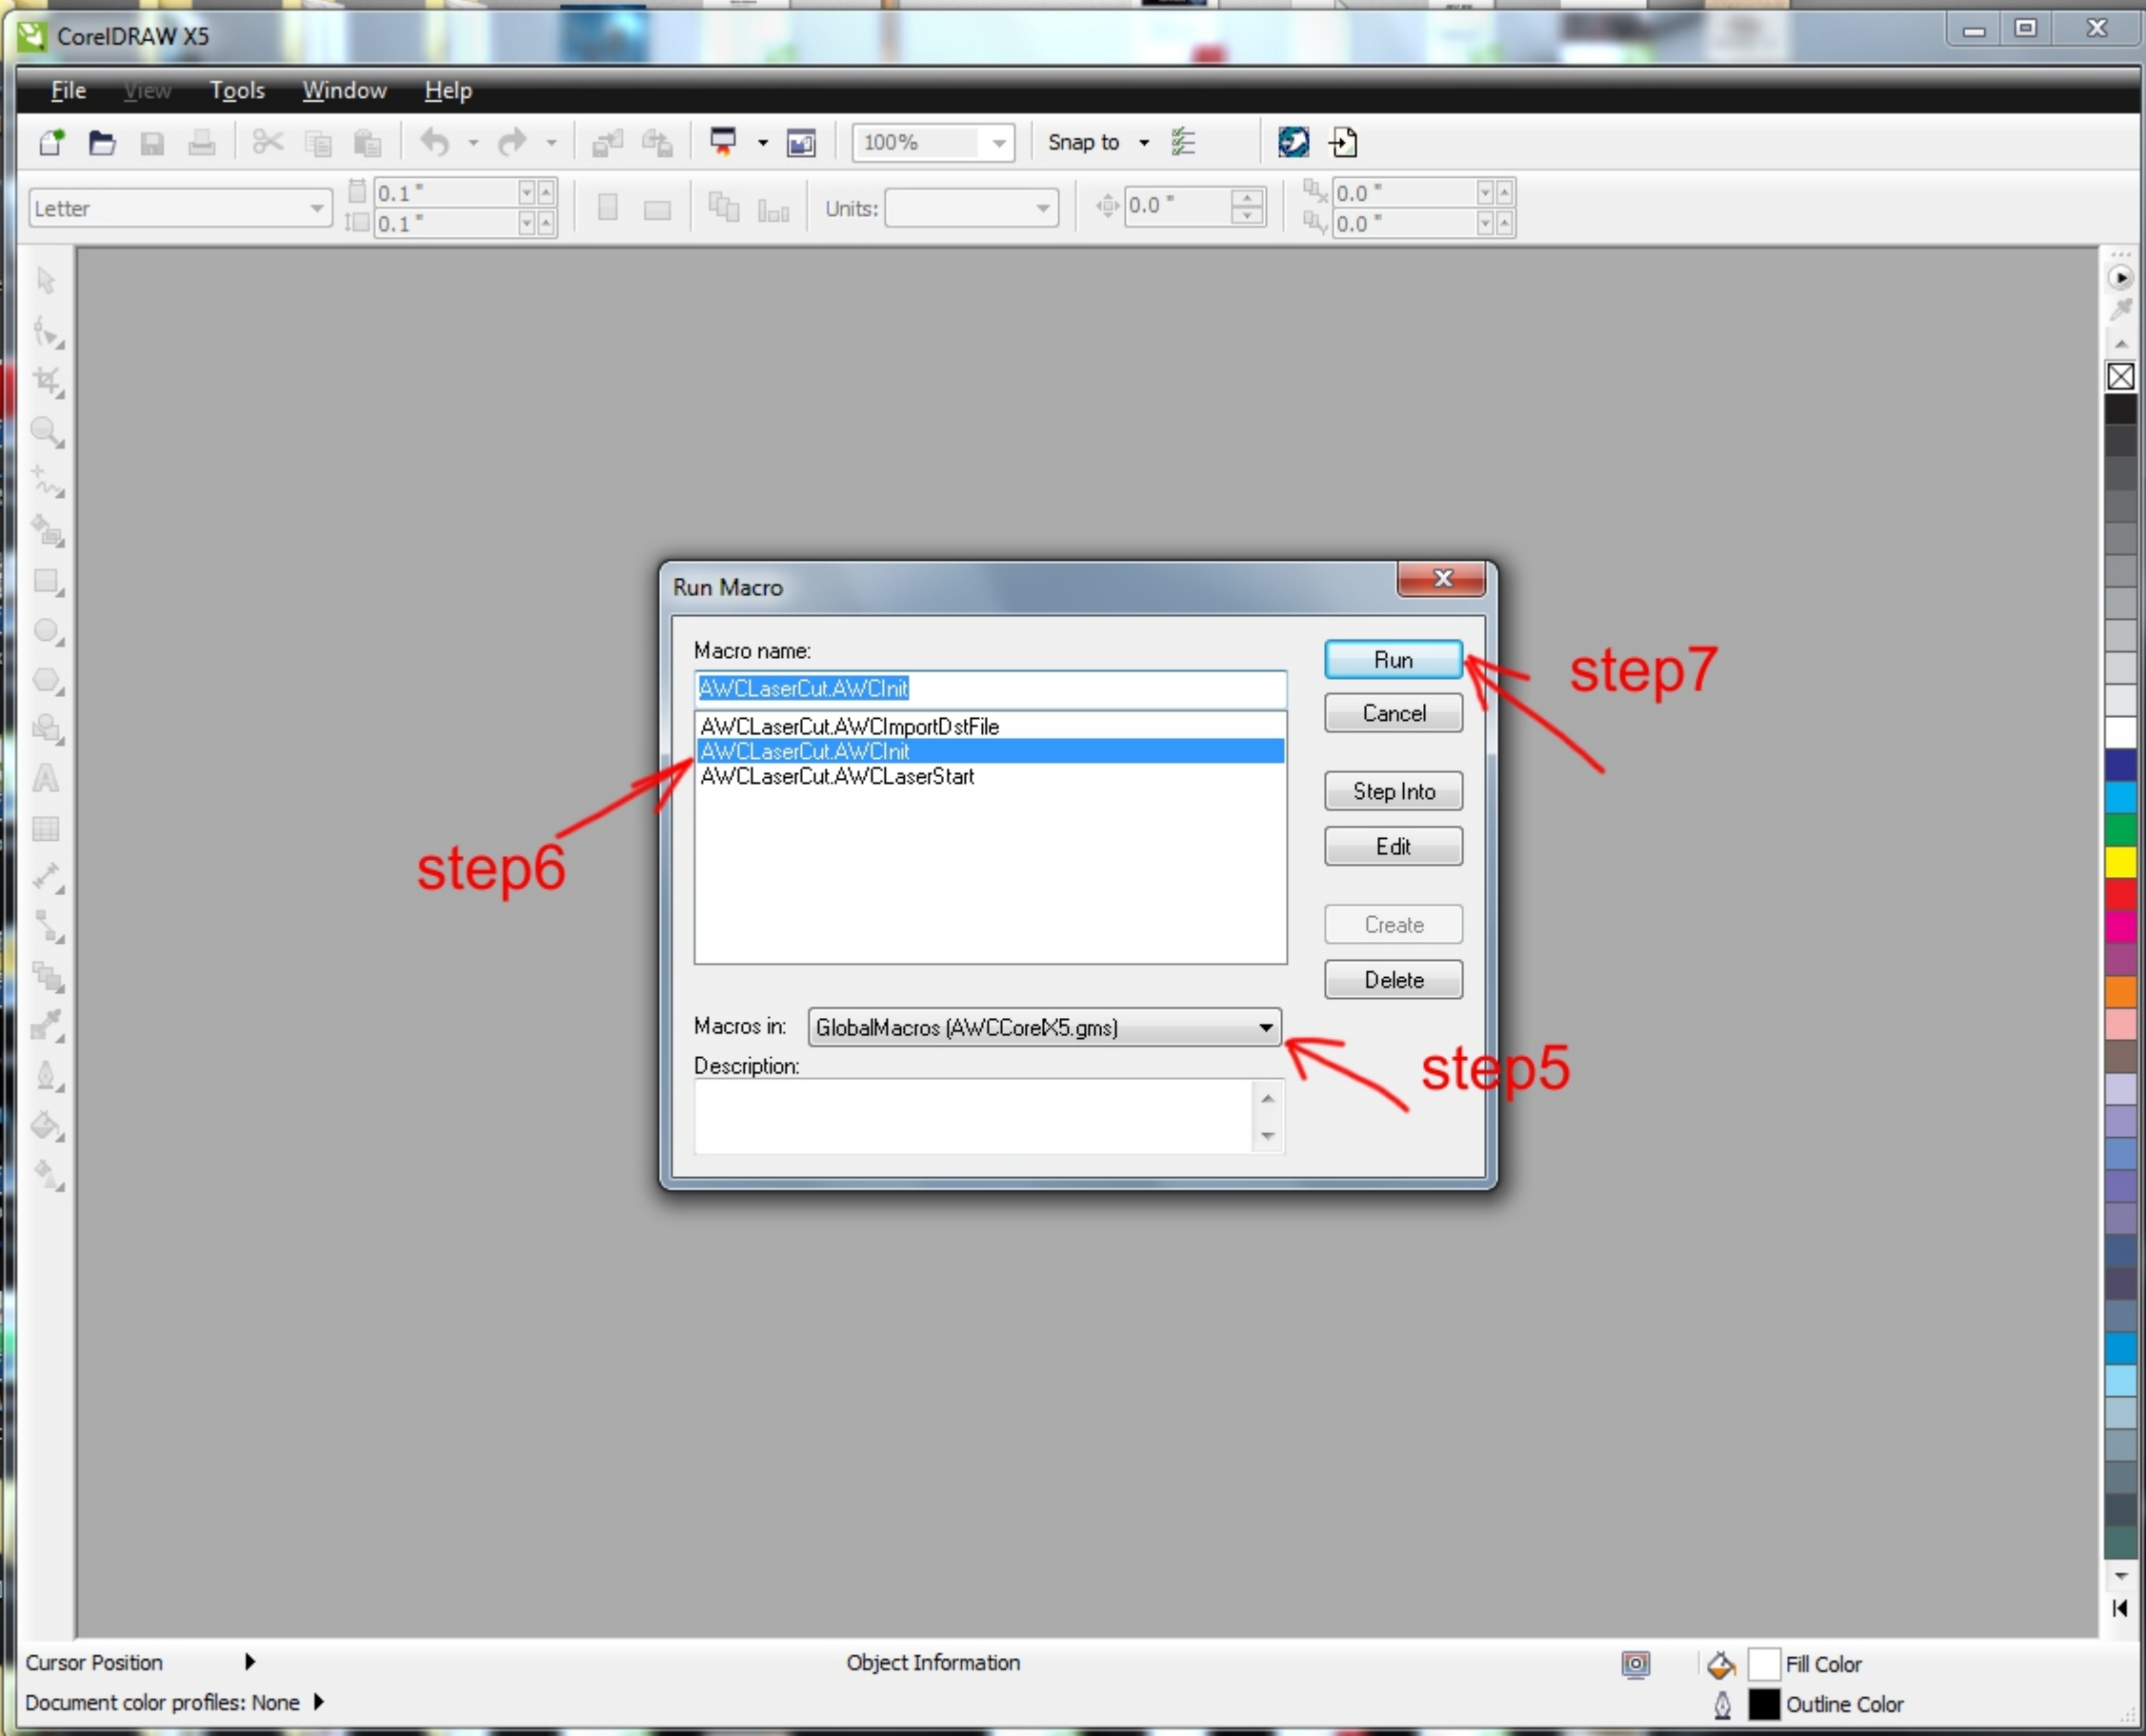 CorelDRAW X5
File View Tools Window Help
100% Snap to
Letter 0.1 " Units: 0.0 " 0.0 "
0.1 " 0.0 "
Run Macro
Macro name:
Run
step7
AWCLaserCut.AWCInit
Cancel
AWCLaserCut.AWCImportDstFile
AWCLaserCut.AWCInit
AWCLaserCut.AWCLaserStart
Step Into
Edit
step6
Create
Delete
Macros in: GlobalMacros (AWCCorelX5.gms)
Description:
step5
Cursor Position
Object Information
Fill Color
Document color profiles: None
Outline Color